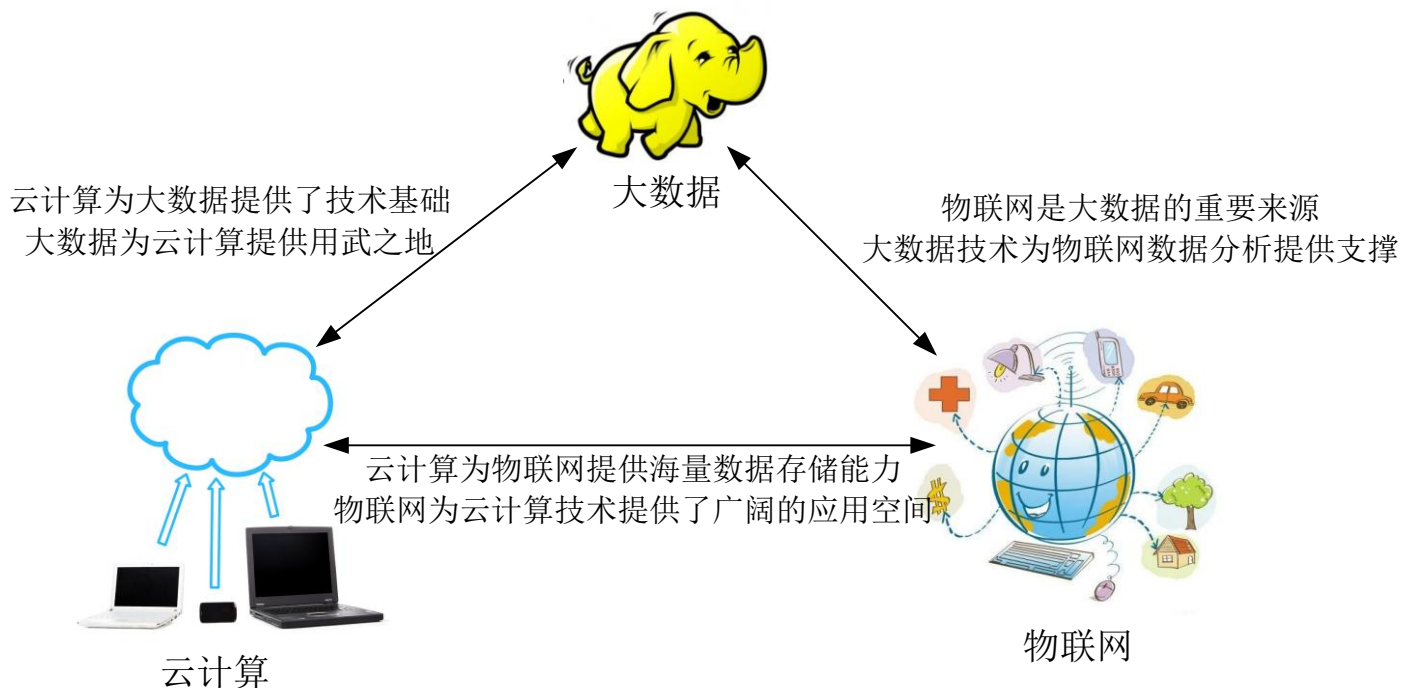 大数据
云计算为大数据提供了技术基础
大数据为云计算提供用武之地
物联网是大数据的重要来源
大数据技术为物联网数据分析提供支撑
云计算为物联网提供海量数据存储能力
物联网为云计算技术提供了广阔的应用空间
云计算
物联网